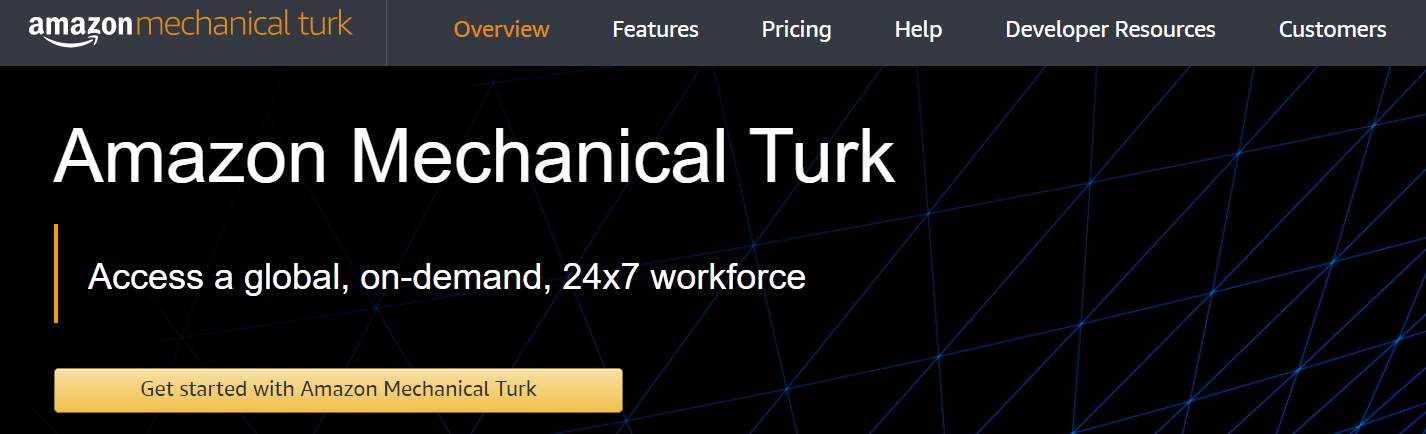 amazon mechanical turk Overview Features Pricing Help Developer Resources Customers
Amazon Mechanical Turk
Access a global, on-demand, 24x7 workforce
Get started with Amazon Mechanical Turk